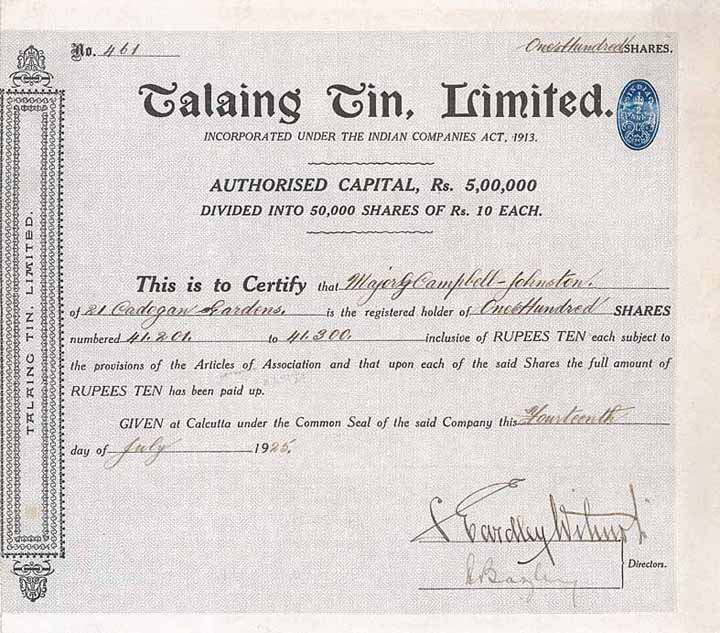 No. 461 One Hundred SHARES.
Talaing Tin, Limited.
INCORPORATED UNDER THE INDIAN COMPANIES ACT, 1913.
INDIA
AUTHORISED CAPITAL, Rs. 5,00,000
DIVIDED INTO 50,000 SHARES OF Rs. 10 EACH.
This is to Certify that Major G Campbell-Johnston.
of 21 Cadogan Gardens. is the registered holder of One Hundred SHARES
numbered 41.201. to 41.300. inclusive of RUPEES TEN each subject to
the provisions of the Articles of Association and that upon each of the said Shares the full amount of
RUPEES TEN has been paid up.
GIVEN at Calcutta under the Common Seal of the said Company this Fourteenth
day of July 1925.
Eardley Wilmot
Directors.
TALAING TIN, LIMITED.